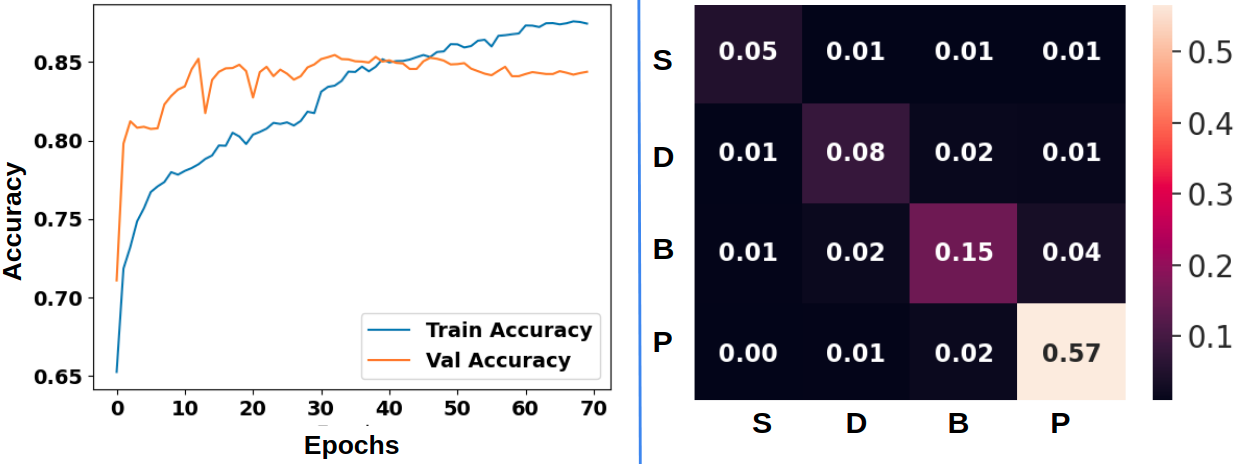 0.85
0.80
0.75
0.70
0.65
Accuracy
Train Accuracy
Val Accuracy
0 10 20 30 40 50 60 70
Epochs
S 0.05 0.01 0.01 0.01
D 0.01 0.08 0.02 0.01
B 0.01 0.02 0.15 0.04
P 0.00 0.01 0.02 0.57
S D B P
0.5
0.4
0.3
0.2
0.1